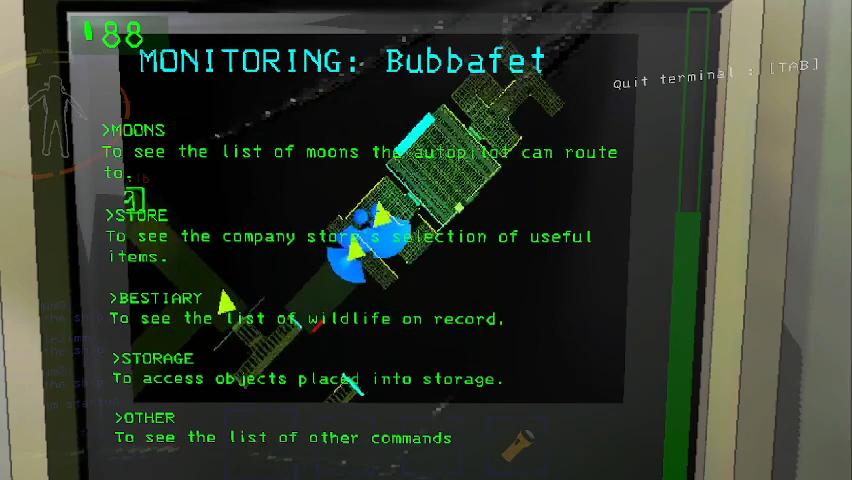 88
MONITORING: Bubbafet
Quit terminal : [TAB]
>MOONS
To see the list of moons the autopilot can route
to.
>STORE
To see the company store's selection of useful
items.
>BESTIARY
To see the list of wildlife on record.
>STORAGE
To access objects placed into storage.
>OTHER
To see the list of other commands